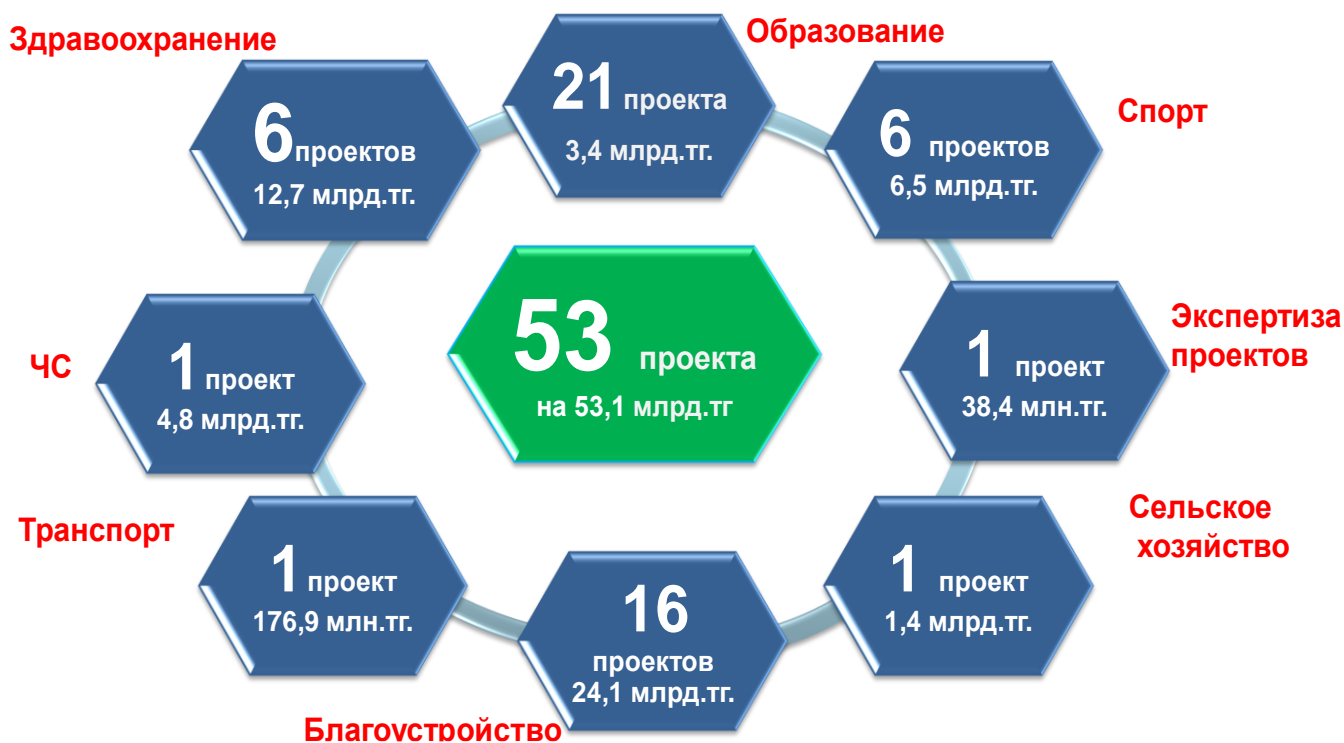 Здравоохранение
6 проектов
12,7 млрд.тг.
Образование
21 проекта
3,4 млрд.тг.
Спорт
6 проектов
6,5 млрд.тг.
ЧС
1 проект
4,8 млрд.тг.
53 проекта
на 53,1 млрд.тг
Экспертиза
проектов
1 проект
38,4 млн.тг.
Транспорт
1 проект
176,9 млн.тг.
Благоустройство
16
проектов
24,1 млрд.тг.
Сельское
хозяйство
1 проект
1,4 млрд.тг.